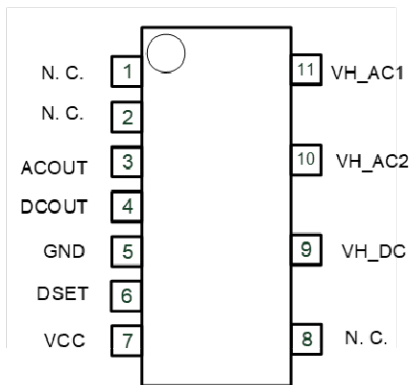 N. C. 1 11 VH_AC1
N. C. 2
ACOUT 3 10 VH_AC2
DCOUT 4
GND 5 9 VH_DC
DSET 6
VCC 7 8 N. C.